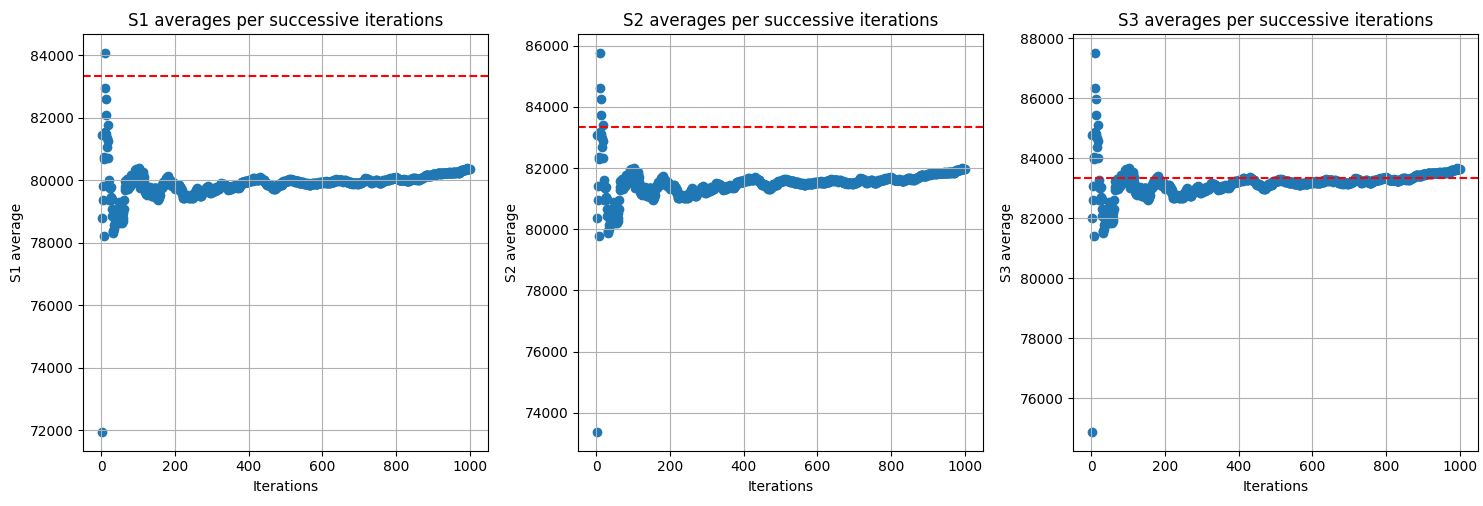 S1 averages per successive iterations
84000
82000
80000
78000
76000
74000
72000
S1 average
0 200 400 600 800 1000
Iterations
S2 averages per successive iterations
86000
84000
82000
80000
78000
76000
74000
S2 average
0 200 400 600 800 1000
Iterations
S3 averages per successive iterations
88000
86000
84000
82000
80000
78000
76000
S3 average
0 200 400 600 800 1000
Iterations